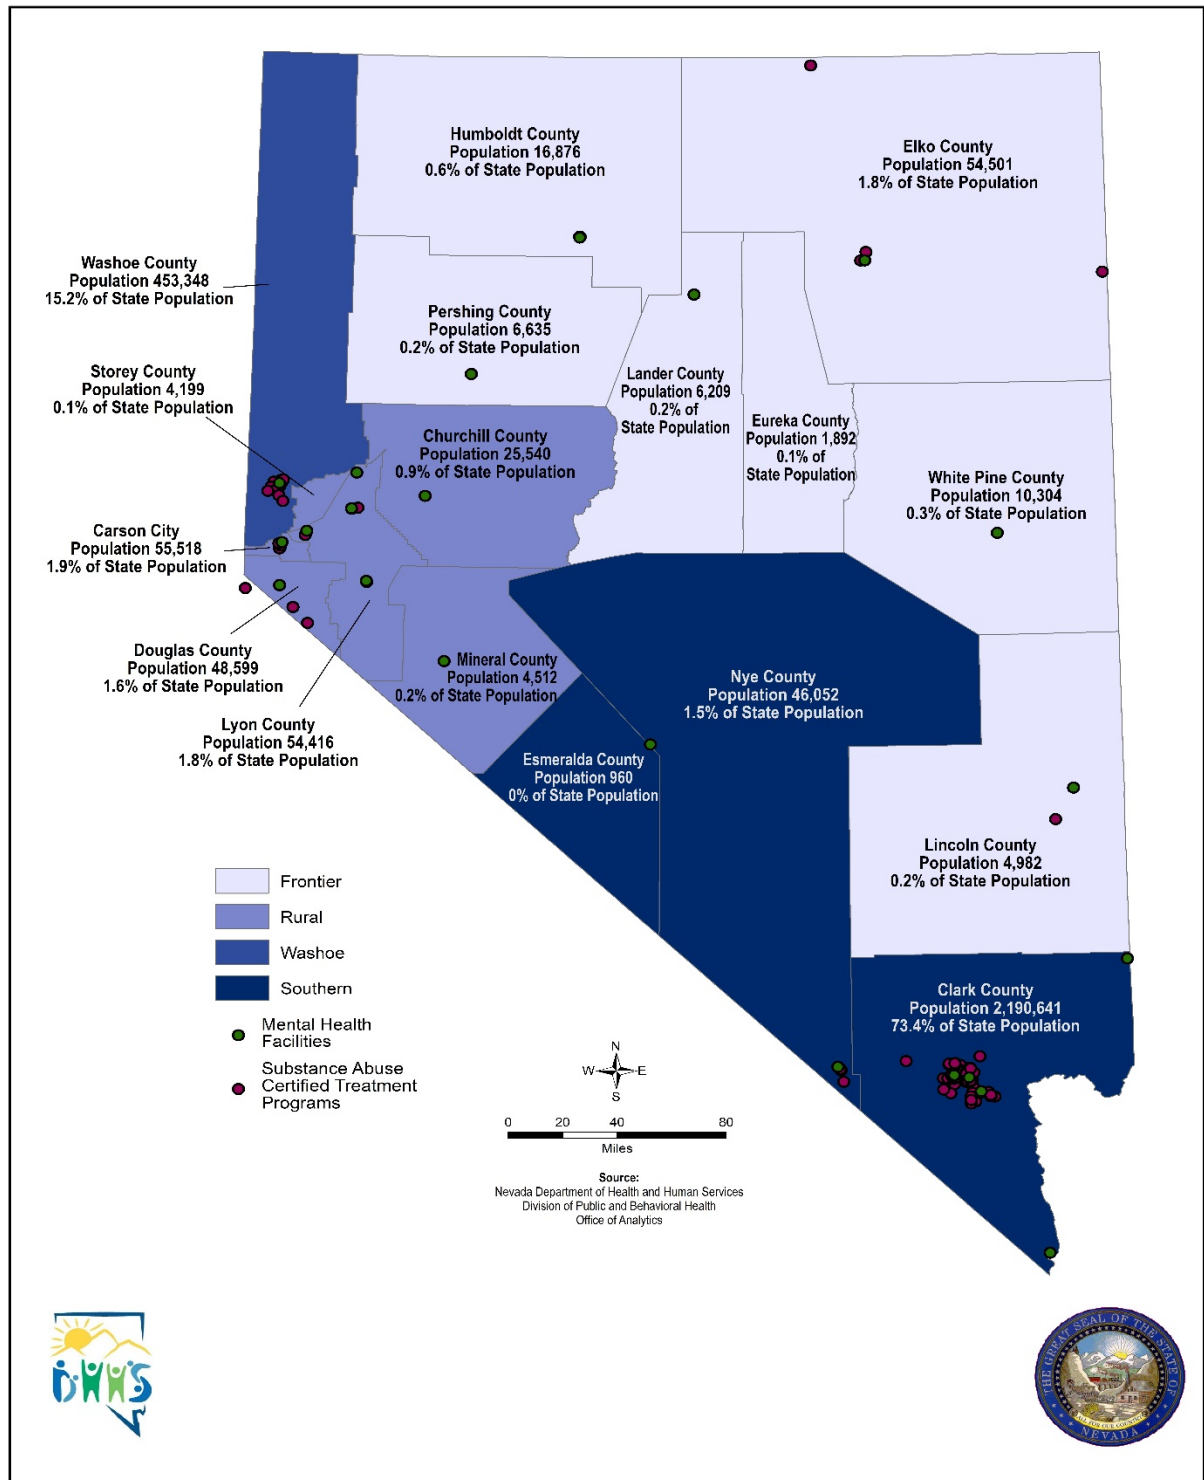 Humboldt County
Population 16,876
0.6% of State Population
Elko County
Population 54,501
1.8% of State Population
Washoe County
Population 453,348
15.2% of State Population
Pershing County
Population 6,635
0.2% of State Population
Storey County
Population 4,199
0.1% of State Population
Lander County
Population 6,209
0.2% of
State Population
Eureka County
Population 1,892
0.1% of
State Population
Churchill County
Population 25,540
0.9% of State Population
White Pine County
Population 10,304
0.3% of State Population
Carson City
Population 55,518
1.9% of State Population
Douglas County
Population 48,599
1.6% of State Population
Mineral County
Population 4,512
0.2% of State Population
Nye County
Population 46,052
1.5% of State Population
Lyon County
Population 54,416
1.8% of State Population
Esmeralda County
Population 960
0% of State Population
Lincoln County
Population 4,982
0.2% of State Population
Clark County
Population 2,190,641
73.4% of State Population
Frontier
Rural
Washoe
Southern
Mental Health
Facilities
Substance Abuse
Certified Treatment
Programs
N
W E
S
0 20 40 80
Miles
Source:
Nevada Department of Health and Human Services
Division of Public and Behavioral Health
Office of Analytics
DHHS
THE GREAT SEAL OF THE STATE OF
ALL FOR OUR COUNTRY
NEVADA